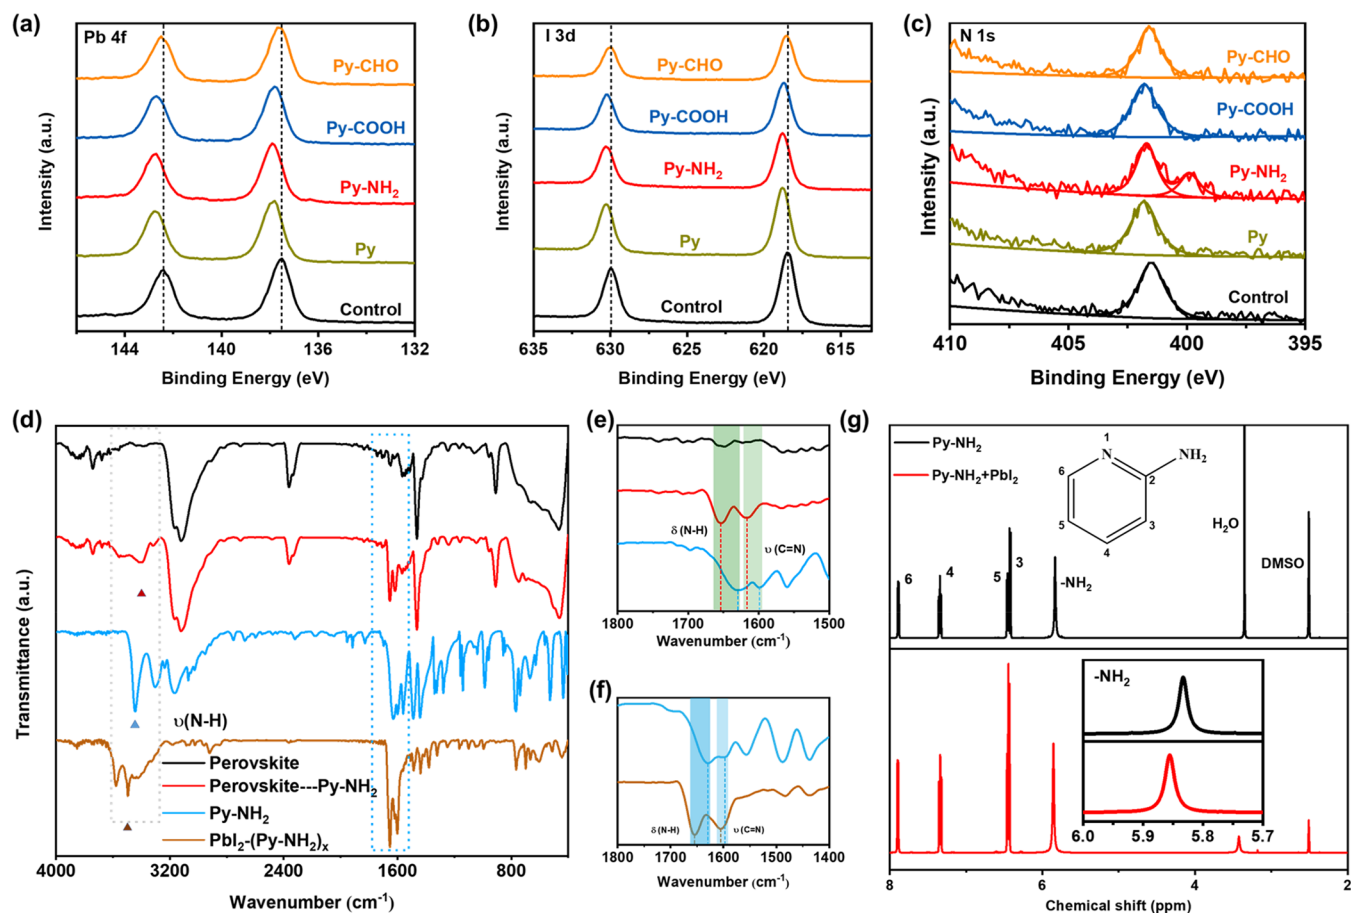 (a)
Pb 4f
Py-CHO
Py-COOH
Py-NH₂
Py
Control
Intensity (a.u.)
144 140 136 132
Binding Energy (eV)
(b)
I 3d
Py-CHO
Py-COOH
Py-NH₂
Py
Control
Intensity (a.u.)
635 630 625 620 615
Binding Energy (eV)
(c)
N 1s
Py-CHO
Py-COOH
Py-NH₂
Py
Control
Intensity (a.u.)
410 405 400 395
Binding Energy (eV)
(d)
Transmittance (a.u.)
υ(N-H)
Perovskite
Perovskite---Py-NH₂
Py-NH₂
PbI₂-(Py-NH₂)ₓ
4000 3200 2400 1600 800
Wavenumber (cm⁻¹)
(e)
δ (N-H)
υ (C=N)
1800 1700 1600 1500
Wavenumber (cm⁻¹)
(f)
δ (N-H)
υ (C=N)
1800 1700 1600 1500 1400
Wavenumber (cm⁻¹)
(g)
Py-NH₂
Py-NH₂+PbI₂
1
N
NH₂
6
2
5
3
4
H₂O
DMSO
6
4
5
3
-NH₂
-NH₂
6.0 5.9 5.8 5.7
8 6 4 2
Chemical shift (ppm)